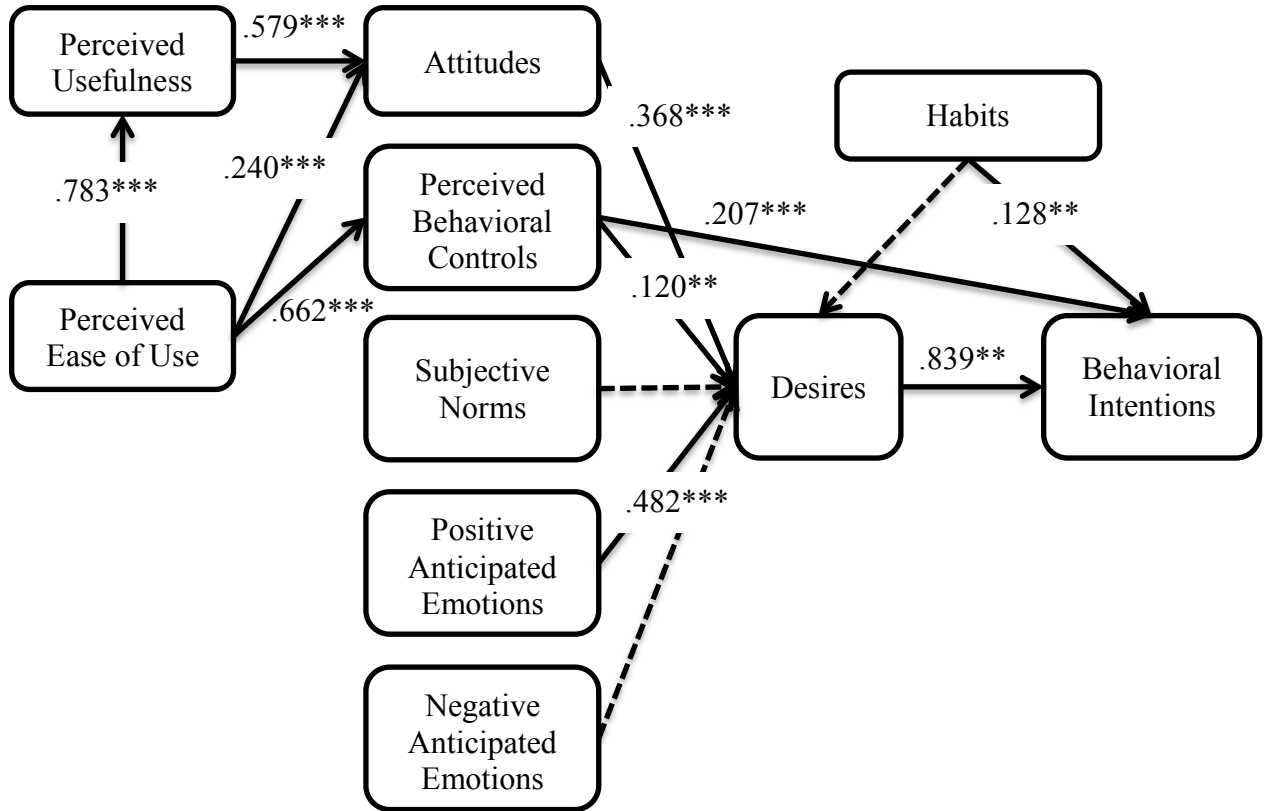 Perceived
Usefulness
.579***
Attitudes
.368***
Habits
.783***
.240***
Perceived
Behavioral
Controls
.207***
.128**
.120**
Perceived
Ease of Use
.662***
Subjective
Norms
Desires
.839**
Behavioral
Intentions
.482***
Positive
Anticipated
Emotions
Negative
Anticipated
Emotions